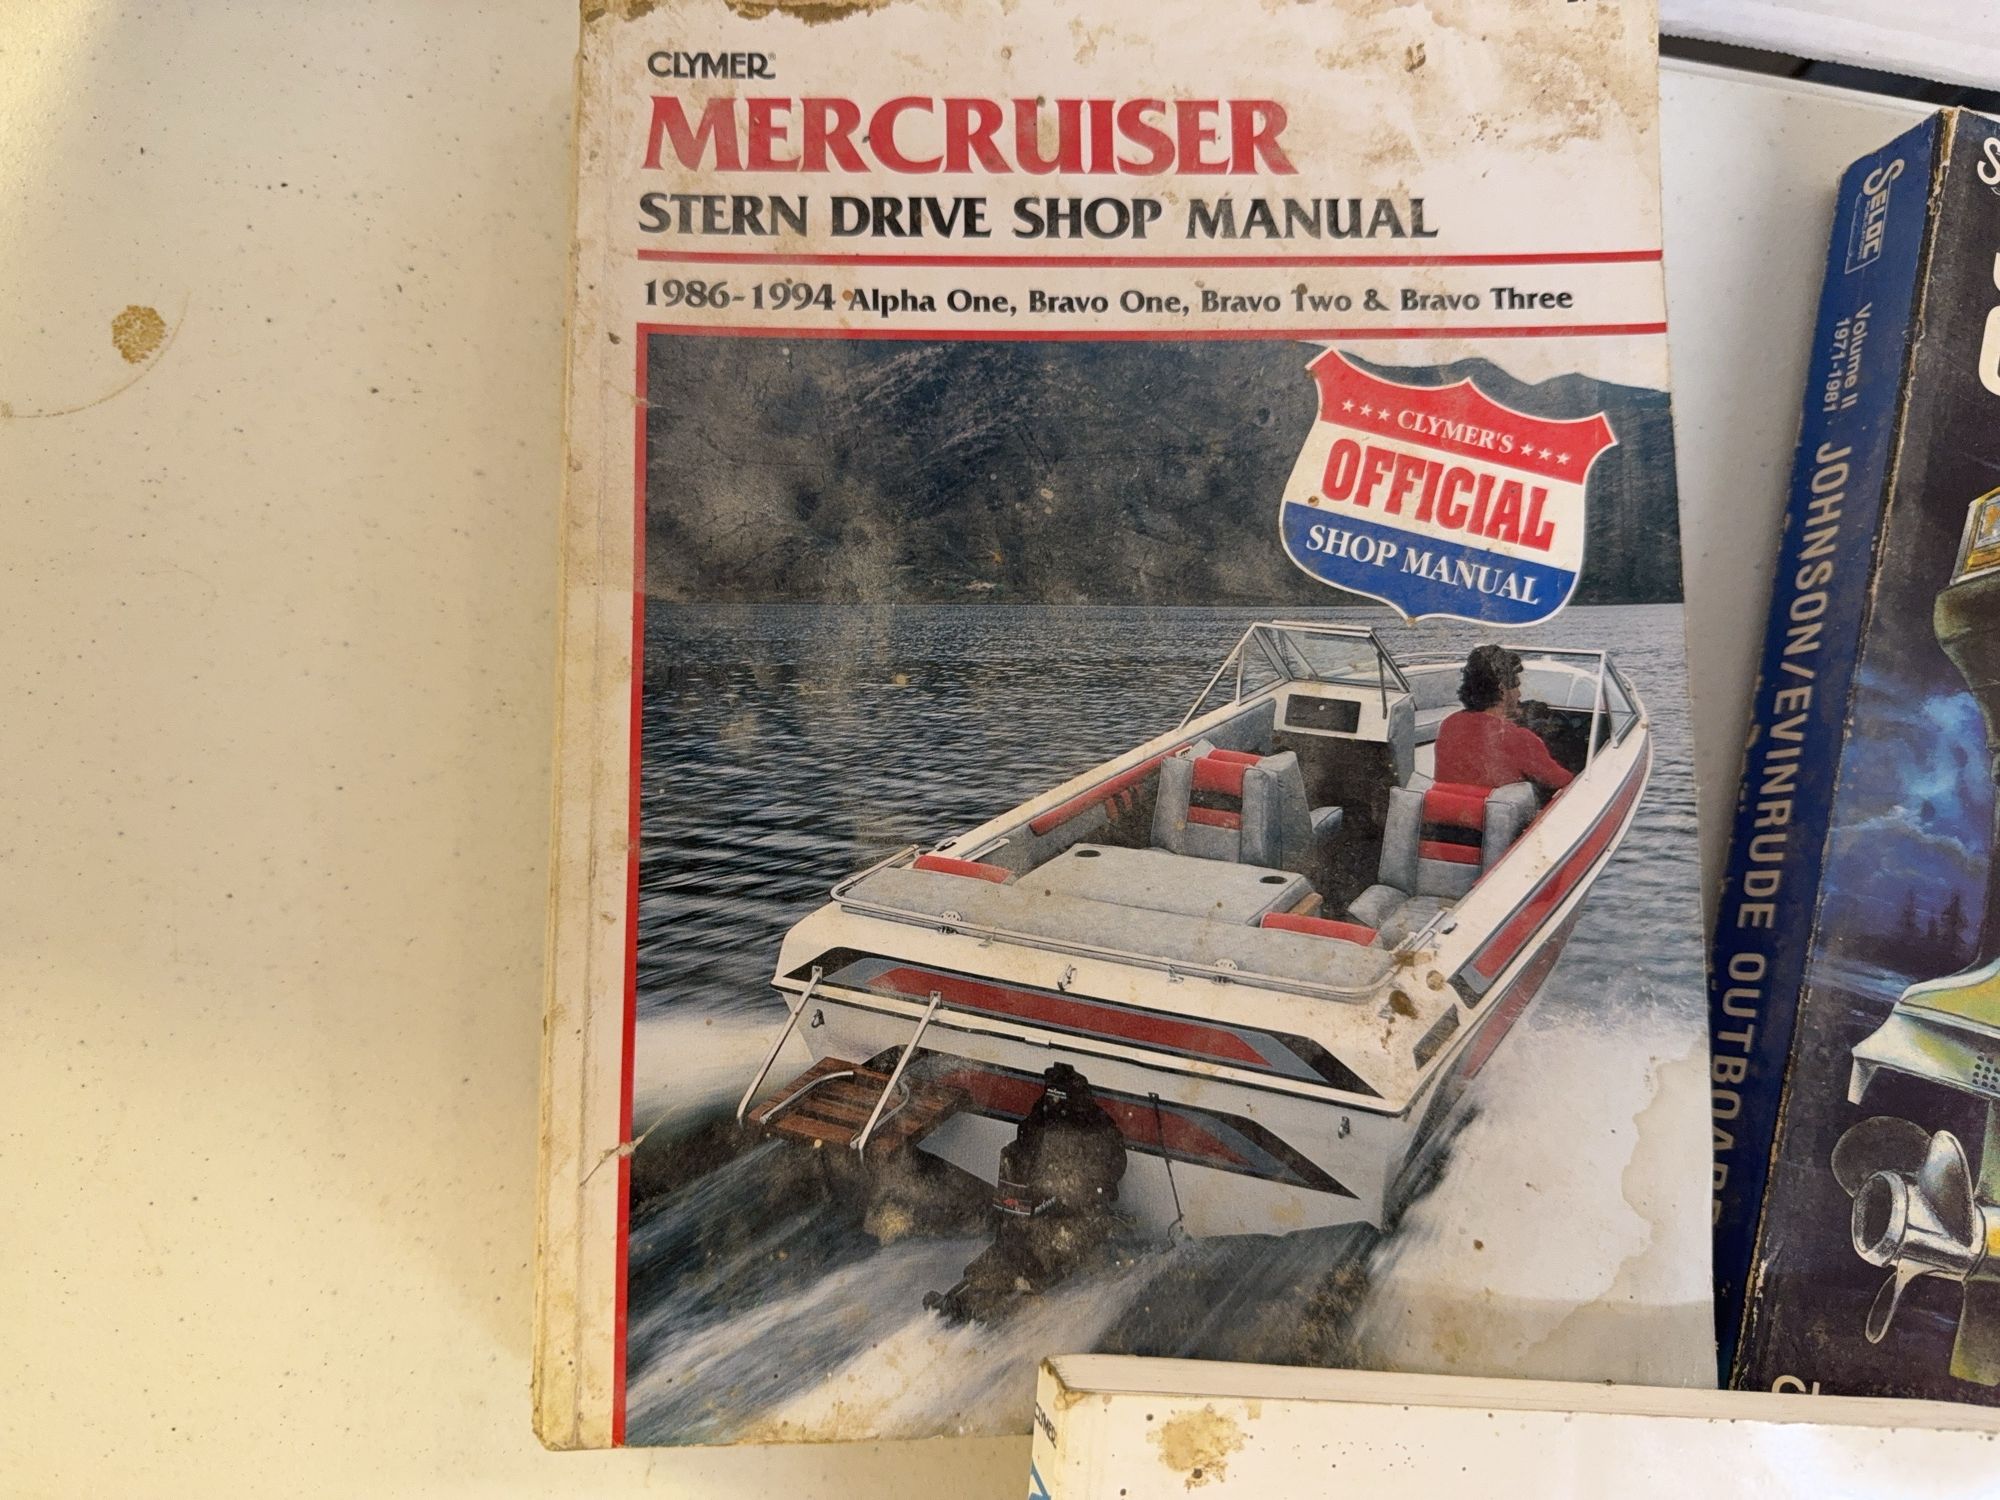 CLYMER®
MERCRUISER
STERN DRIVE SHOP MANUAL
1986-1994 Alpha One, Bravo One, Bravo Two & Bravo Three
★★★ CLYMER'S ★★★
OFFICIAL
SHOP MANUAL
SELOC
Volume II
1971-1981
JOHNSON/EVINRUDE OUTBOARD
CLYMER